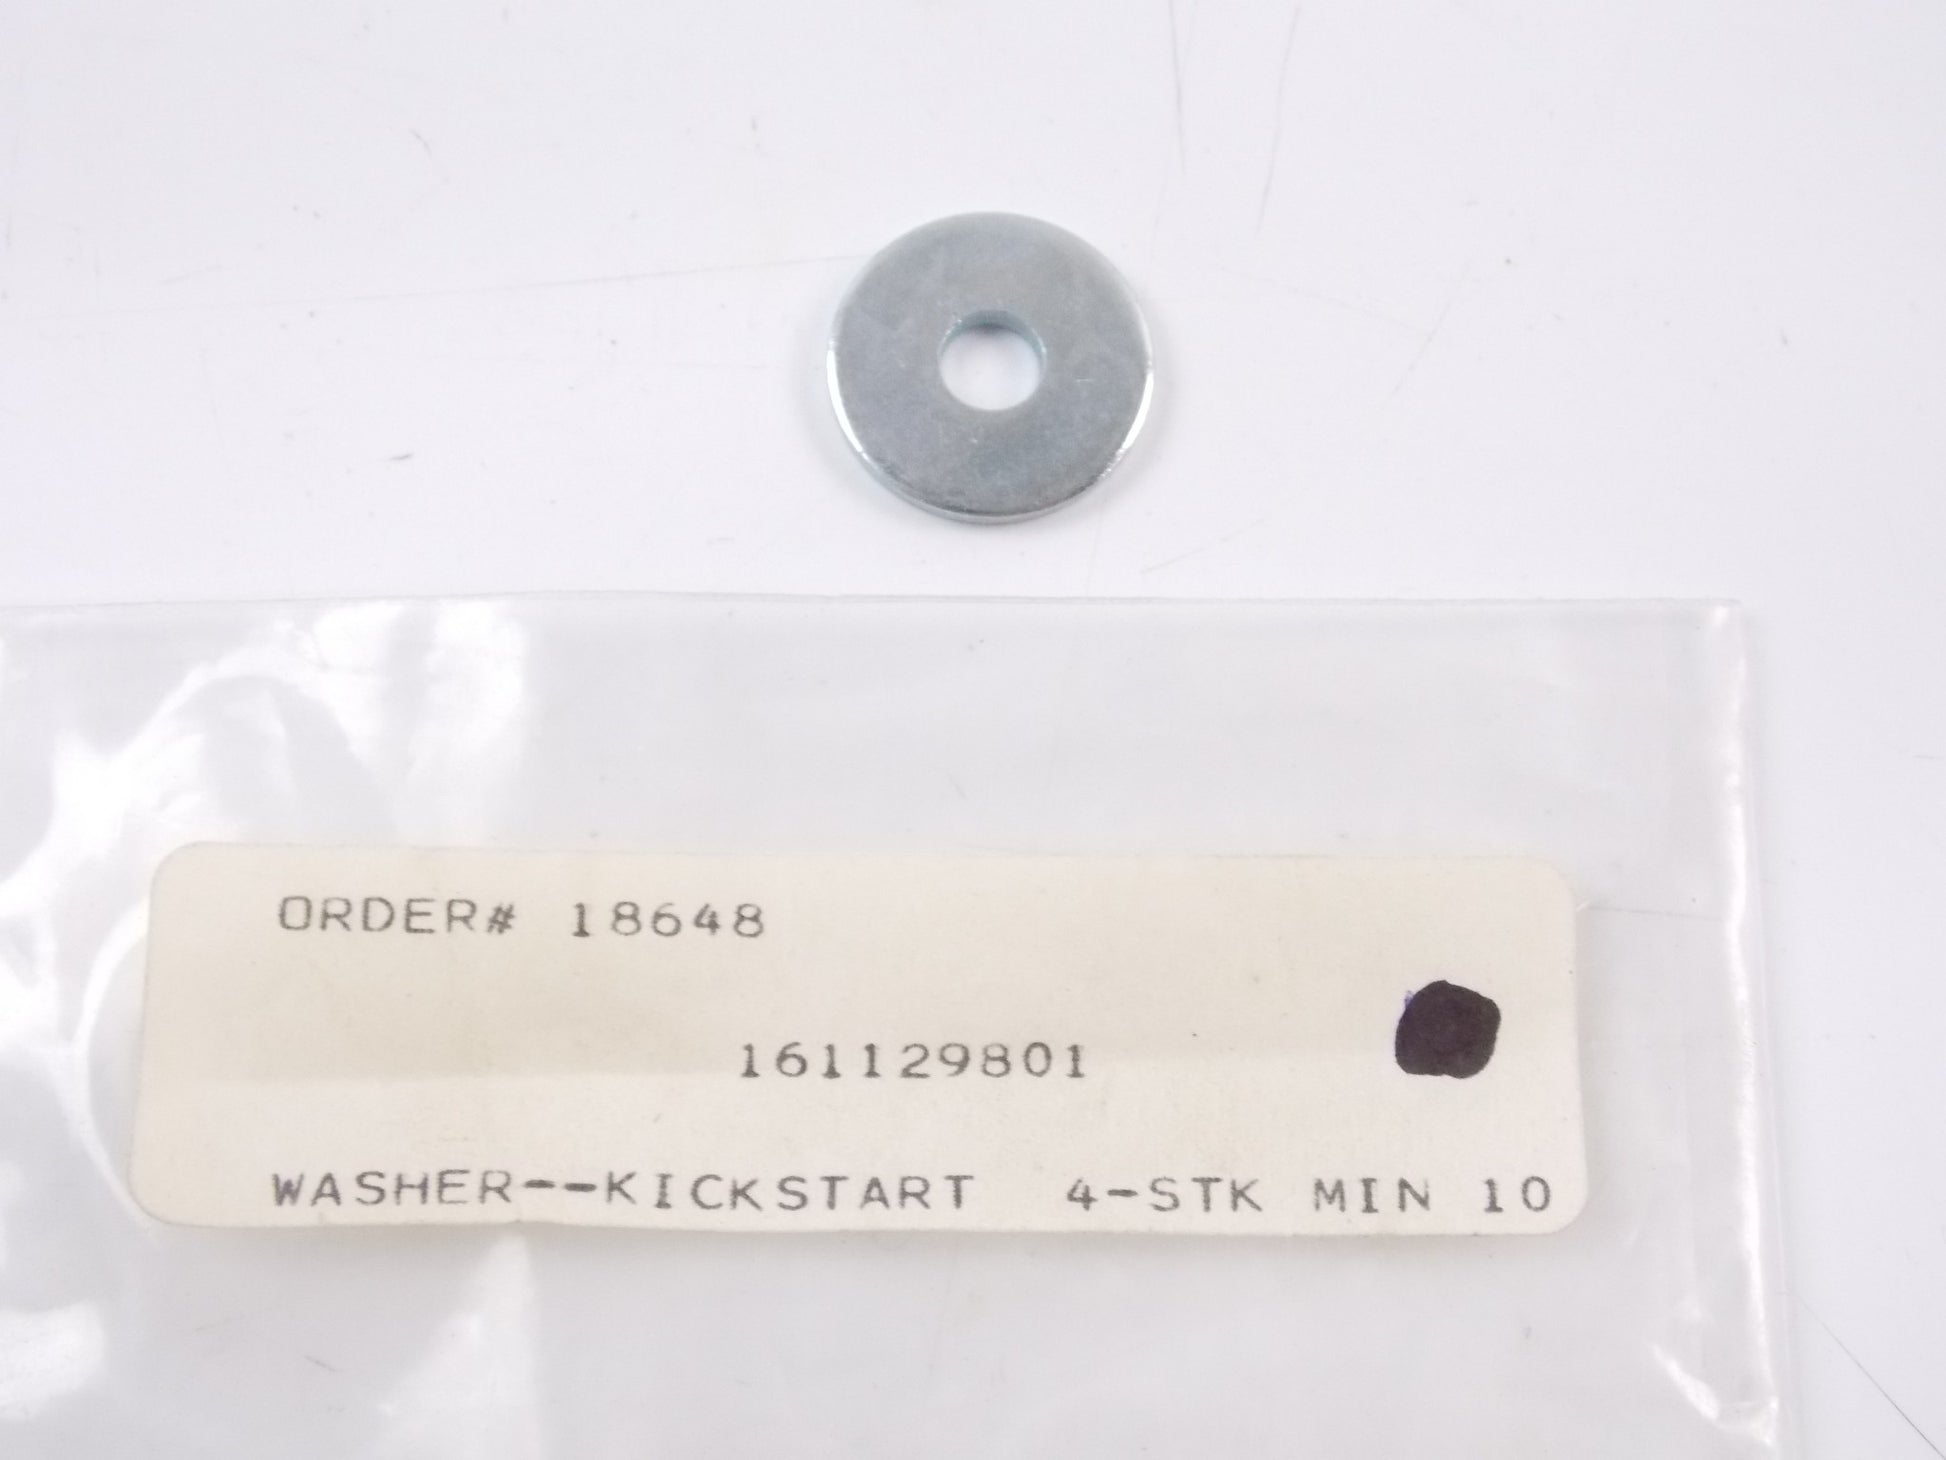 ORDER# 18648
161129801
WASHER--KICKSTART 4-STK MIN 10